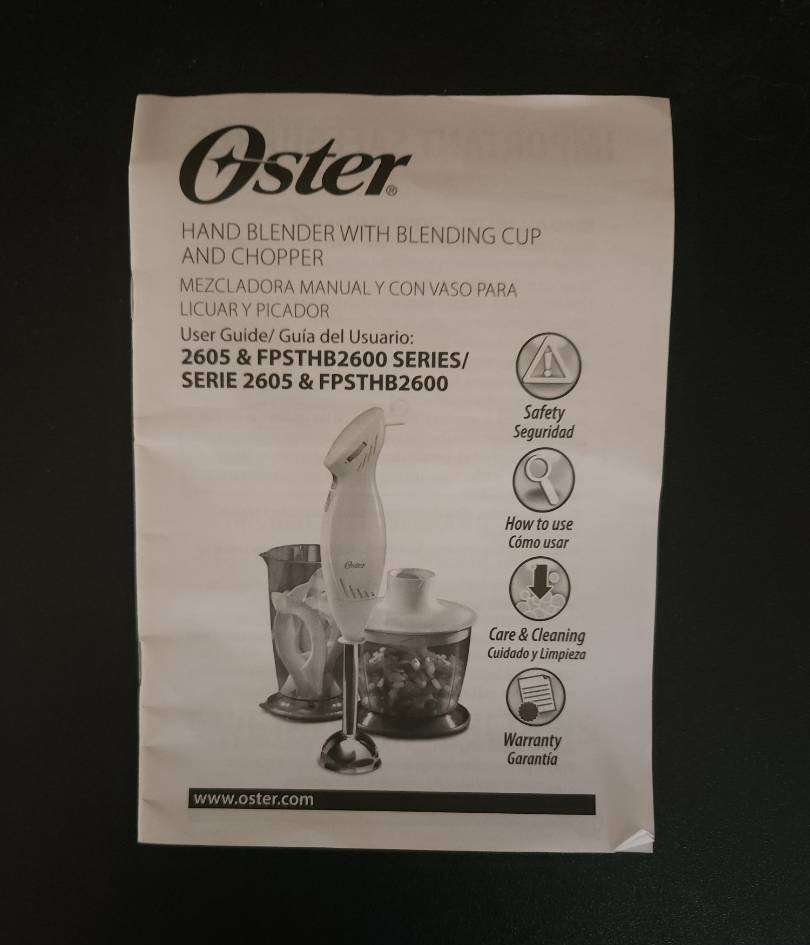 Oster®
HAND BLENDER WITH BLENDING CUP
AND CHOPPER
MEZCLADORA MANUAL Y CON VASO PARA
LICUAR Y PICADOR
User Guide/ Guía del Usuario:
2605 & FPSTHB2600 SERIES/
SERIE 2605 & FPSTHB2600
Safety
Seguridad
How to use
Cómo usar
Oster
Care & Cleaning
Cuidado y Limpieza
Warranty
Garantía
www.oster.com